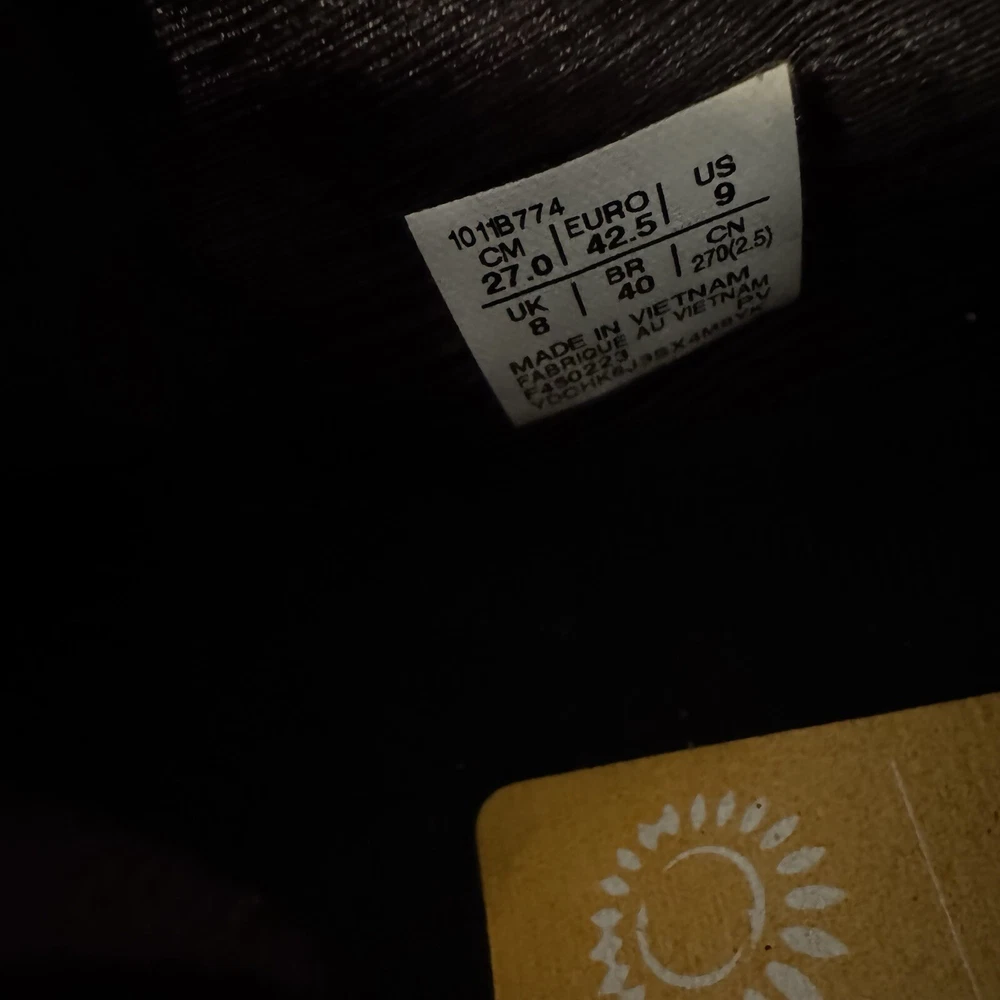 1011B774
CM | EURO | US
27.0 | 42.5 | 9
UK | BR | CN
8 | 40 | 270(2.5)
MADE IN VIETNAM
FABRIQUE AU VIETNAM
F450223 PV